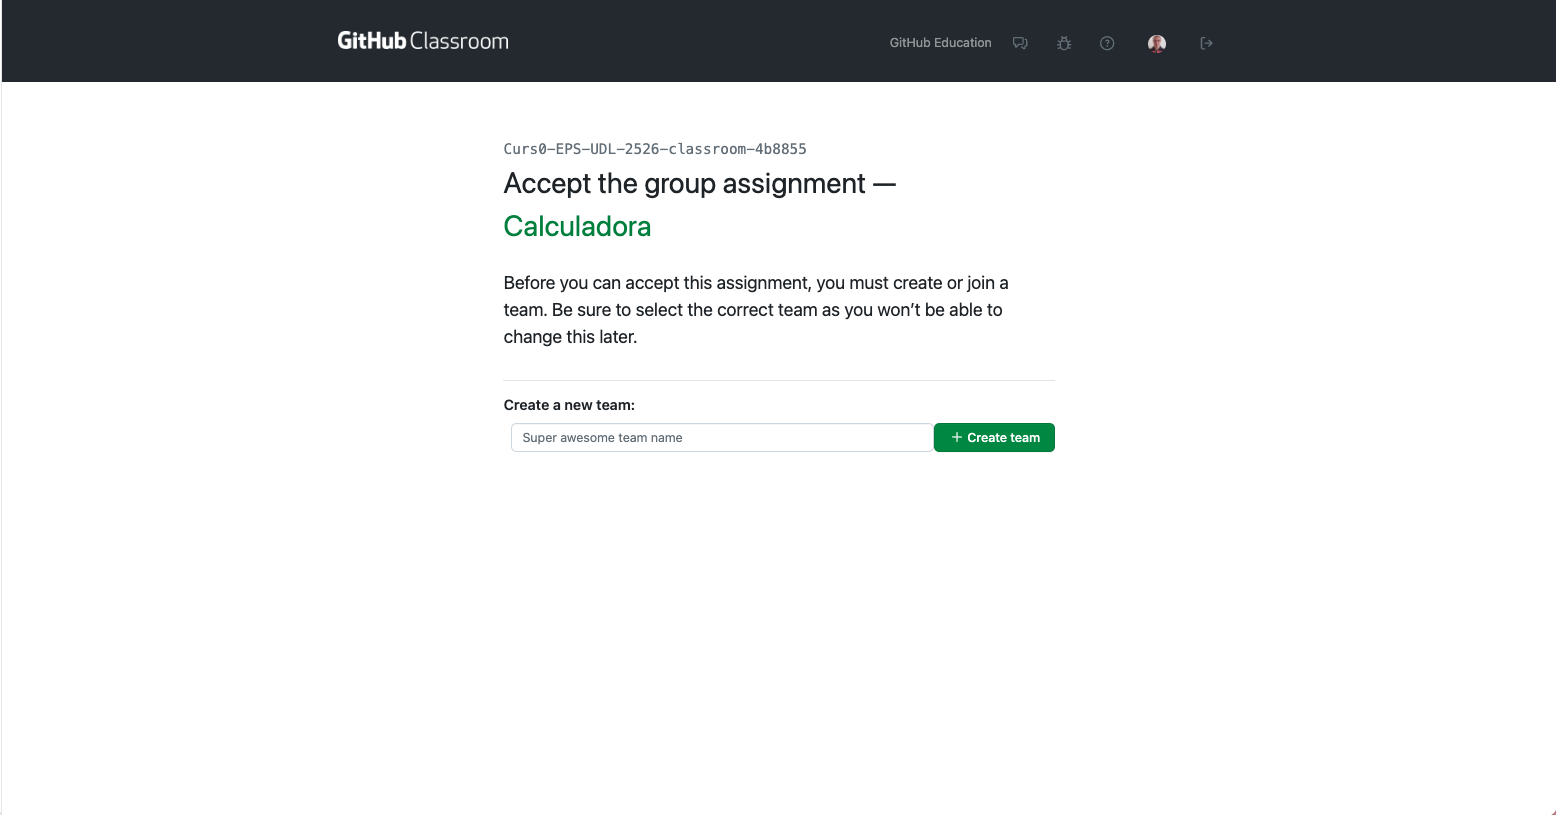 GitHub Classroom
GitHub Education
Curs0-EPS-UDL-2526-classroom-4b8855
Accept the group assignment —
Calculadora
Before you can accept this assignment, you must create or join a
team. Be sure to select the correct team as you won’t be able to
change this later.
Create a new team:
Super awesome team name
Create team